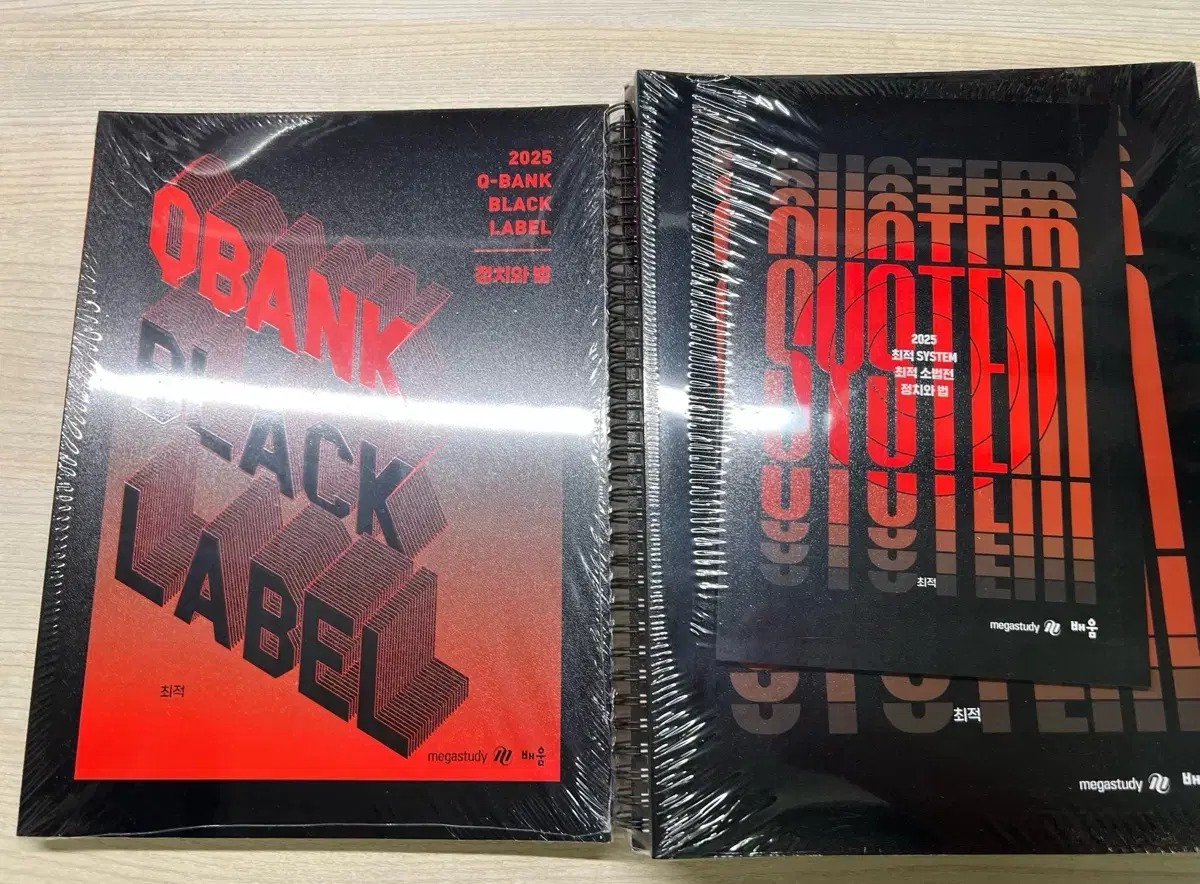 2025
Q-BANK
BLACK
LABEL
정치와 법
QBANK
BLACK
LABEL
최적
megastudy 배움
SYSTEM
SYSTEM
SYSTEM
2025
최적 SYSTEM
최적 소법전
정치와 법
최적
megastudy 배움
SYSTEM
최적
megastudy